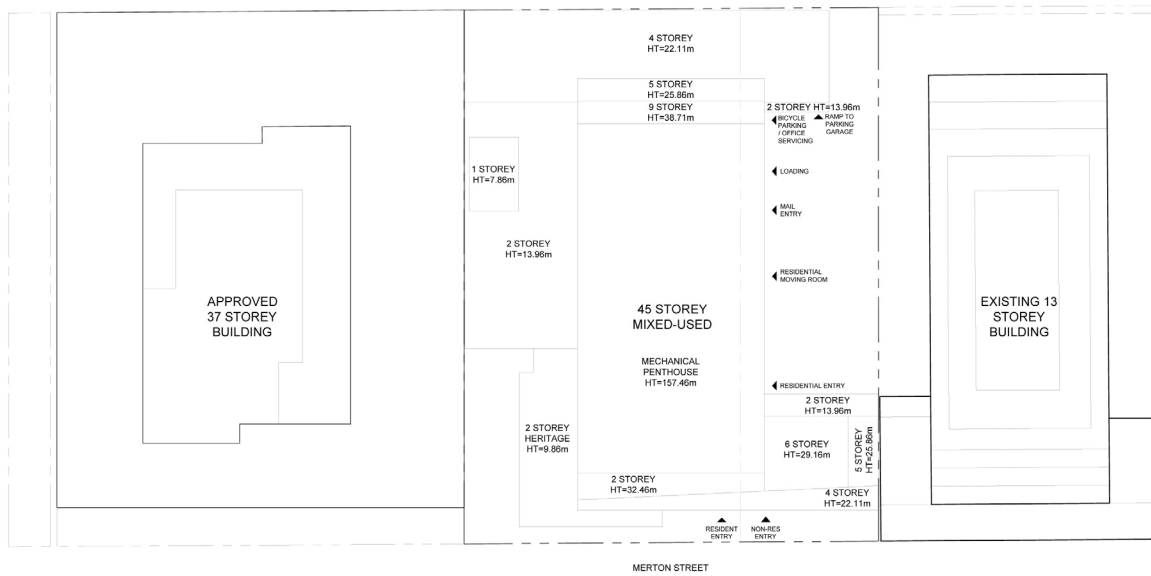 4 STOREY
HT=22.11m
5 STOREY
HT=25.86m
9 STOREY
HT=38.71m
2 STOREY HT=13.96m
BICYCLE
PARKING
/ OFFICE
SERVICING
RAMP TO
PARKING
GARAGE
1 STOREY
HT=7.86m
LOADING
MAIL
ENTRY
2 STOREY
HT=13.96m
RESIDENTIAL
MOVING ROOM
APPROVED
37 STOREY
BUILDING
45 STOREY
MIXED-USED
EXISTING 13
STOREY
BUILDING
MECHANICAL
PENTHOUSE
HT=157.46m
RESIDENTIAL ENTRY
2 STOREY
HT=13.96m
2 STOREY
HERITAGE
HT=9.86m
6 STOREY
HT=29.16m
5 STOREY
HT=25.86m
2 STOREY
HT=32.46m
4 STOREY
HT=22.11m
RESIDENT
ENTRY
NON-RES
ENTRY
MERTON STREET